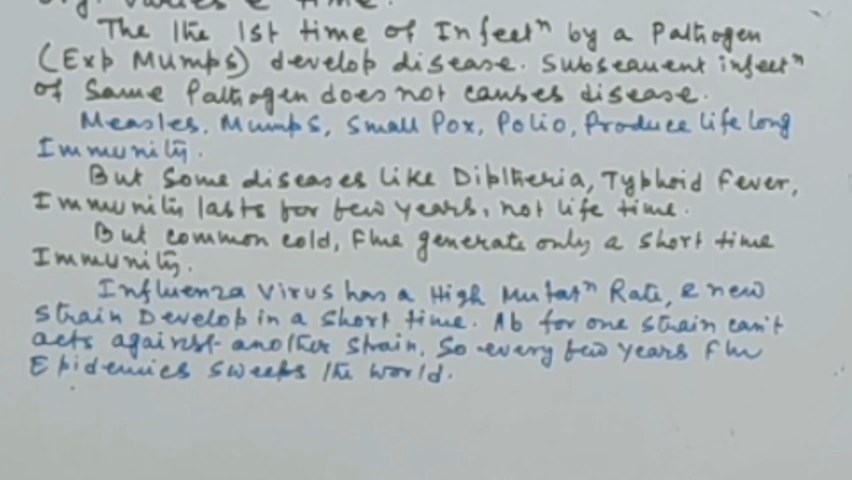 varies c time.
The the 1st time of Infectⁿ by a Pathogen
(Exp Mumps) develop disease. Subsequent infectⁿ
of Same Pathogen does not causes disease.
Measles, Mumps, Small Pox, Polio, Produce life long
Immunity.
But Some diseases like Diptheria, Typhoid Fever,
Immunity lasts for few years, not life time.
But common cold, Flue generate only a short time
Immunity.
Influenza Virus has a High Mutatⁿ Rate, & new
Strain Develop in a short time. Ab for one strain can't
acts against another strain, So every few years Flu
Epidemics sweeps the world.